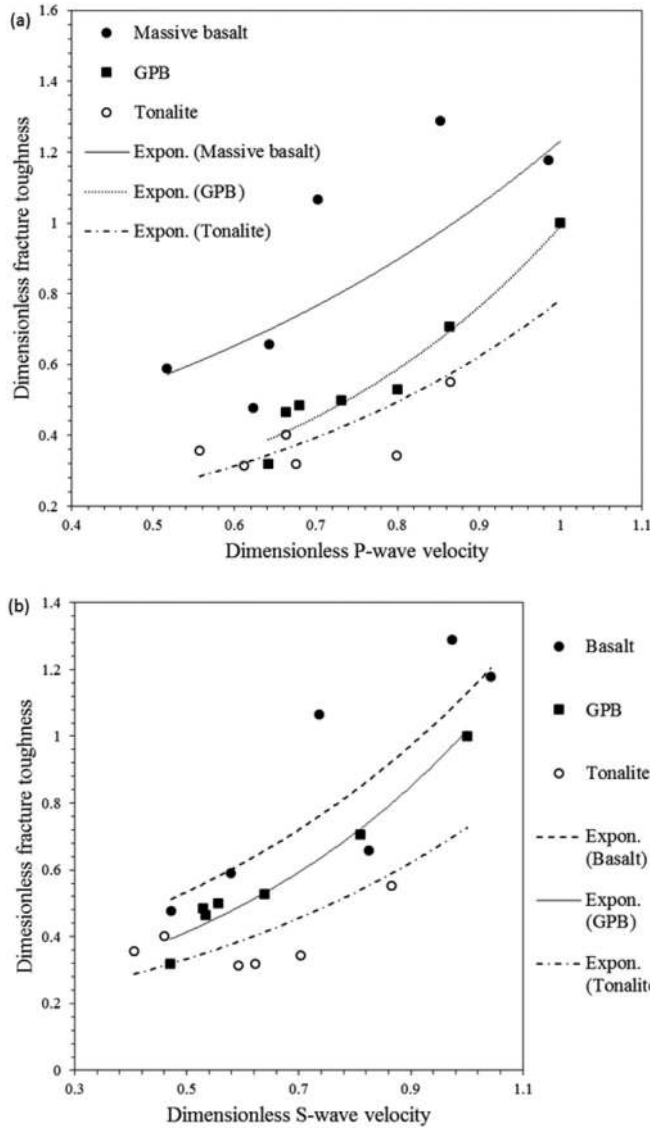 (a)
1.6
1.4
1.2
1
0.8
0.6
0.4
0.2
Dimensionless fracture toughness
Massive basalt
GPB
Tonalite
Expon. (Massive basalt)
Expon. (GPB)
Expon. (Tonalite)
0.4 0.5 0.6 0.7 0.8 0.9 1 1.1
Dimensionless P-wave velocity
(b)
1.4
1.2
1
0.8
0.6
0.4
0.2
0
Dimesionless fracture toughness
0.3 0.5 0.7 0.9 1.1
Dimensionless S-wave velocity
Basalt
GPB
Tonalite
Expon.
(Basalt)
Expon.
(GPB)
Expon.
(Tonalite